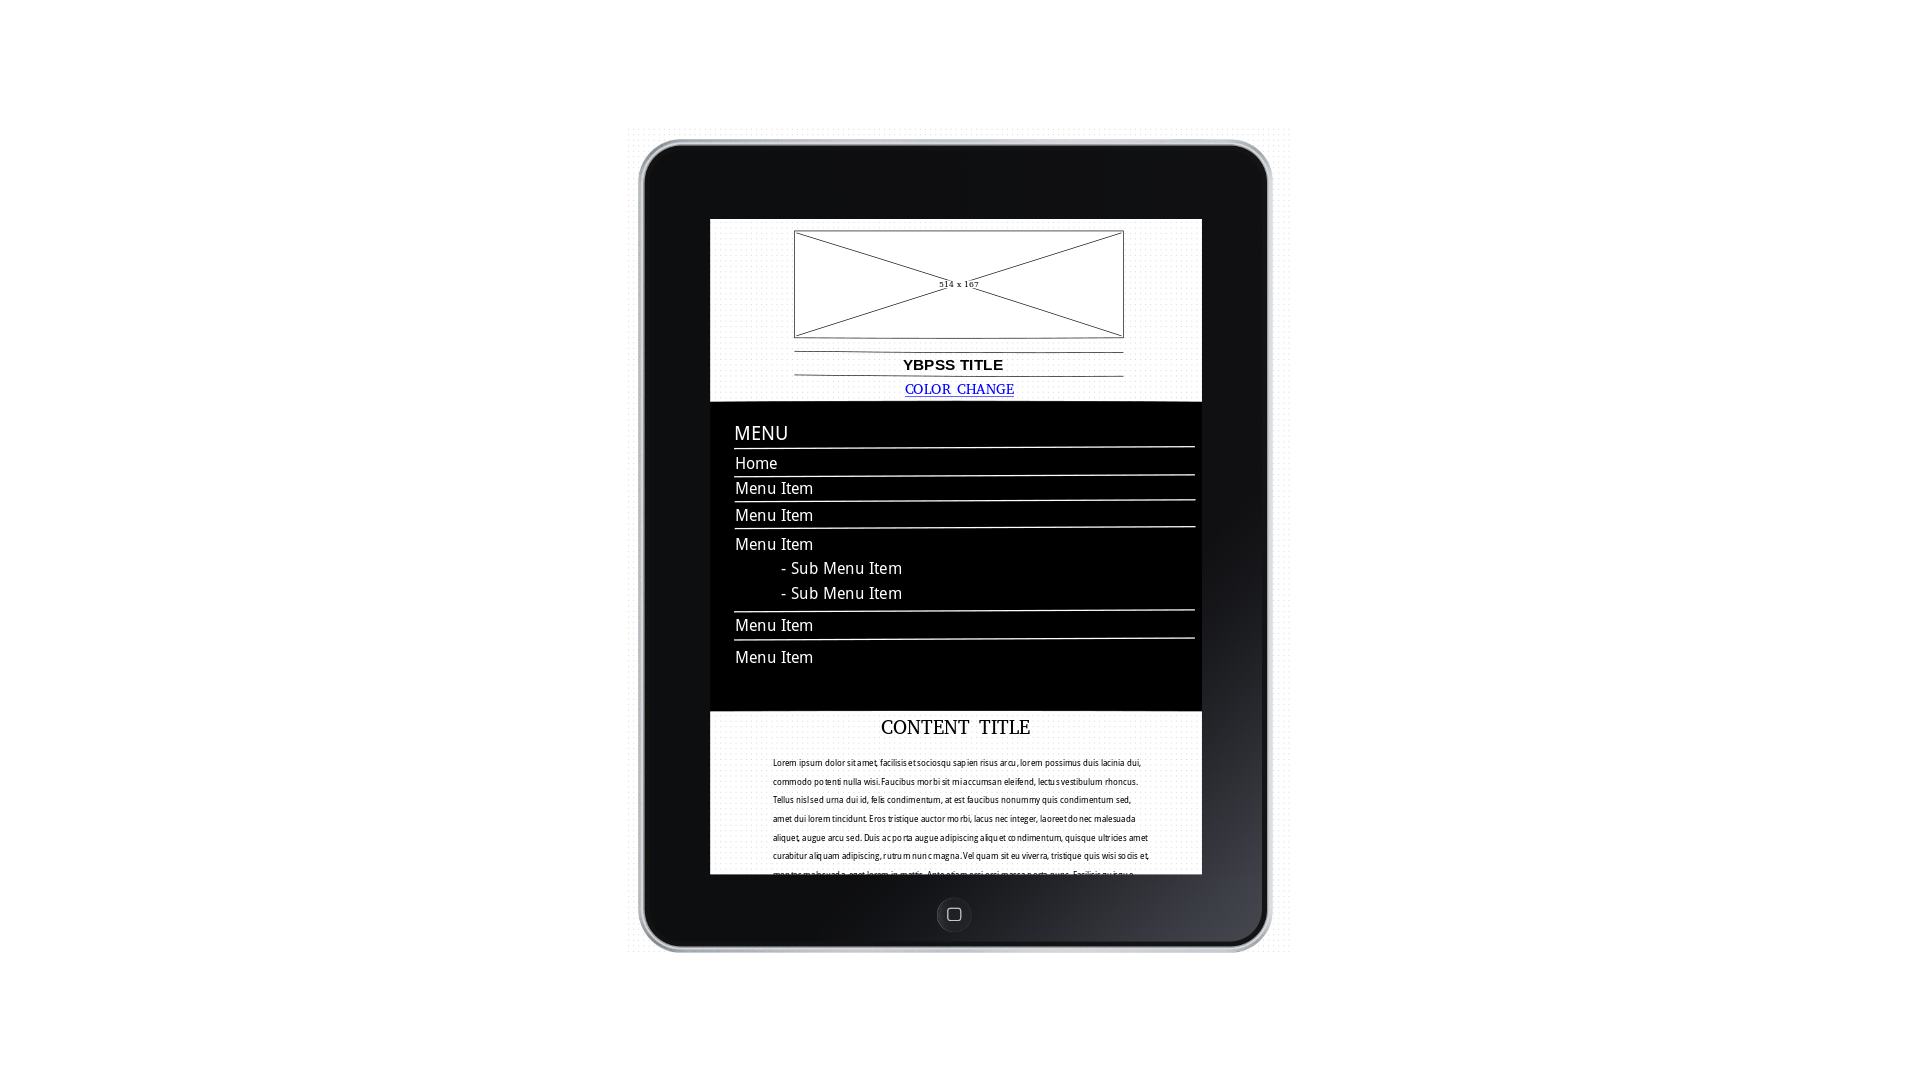 514 x 167
YBPSS TITLE
COLOR CHANGE
MENU
Home
Menu Item
Menu Item
Menu Item
- Sub Menu Item
- Sub Menu Item
Menu Item
Menu Item
CONTENT TITLE
Lorem ipsum dolor sit amet, facilisis et sociosqu sapien risus arcu, lorem possimus duis lacinia dui,
commodo potenti nulla wisi. Faucibus morbi sit mi accumsan eleifend, lectus vestibulum rhoncus.
Tellus nisl sed urna dui id, felis condimentum, at est faucibus nonummy quis condimentum sed,
amet dui lorem tincidunt. Eros tristique auctor morbi, lacus nec integer, laoreet donec malesuada
aliquet, augue arcu sed. Duis ac porta augue adipiscing aliquet condimentum, quisque ultricies amet
curabitur aliquam adipiscing, rutrum nunc magna. Vel quam sit eu viverra, tristique quis wisi sociis et,